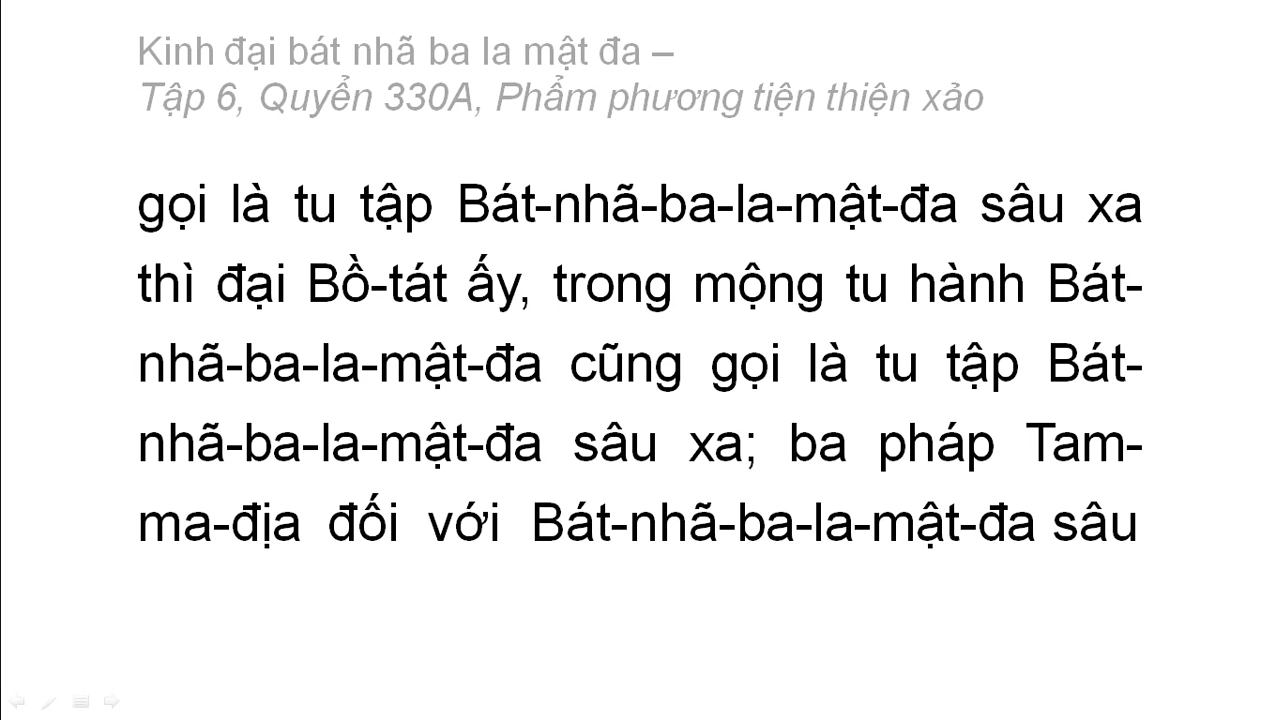 Kinh đại bát nhã ba la mật đa –
Tập 6, Quyển 330A, Phẩm phương tiện thiện xảo
gọi là tu tập Bát-nhã-ba-la-mật-đa sâu xa
thì đại Bồ-tát ấy, trong mộng tu hành Bát-
nhã-ba-la-mật-đa cũng gọi là tu tập Bát-
nhã-ba-la-mật-đa sâu xa; ba pháp Tam-
ma-địa đối với Bát-nhã-ba-la-mật-đa sâu